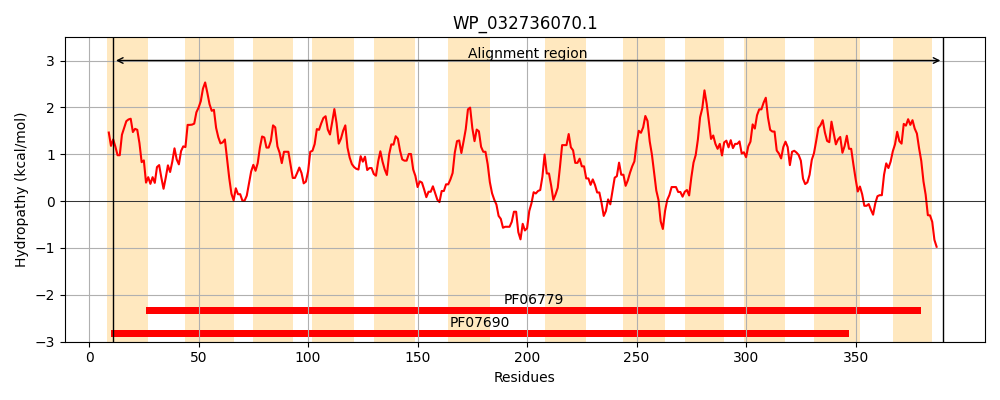 WP_032736070.1
Alignment region
Hydropathy (kcal/mol)
3
2
1
0
−1
−2
−3
PF06779
PF07690
0 50 100 150 200 250 300 350
Residues